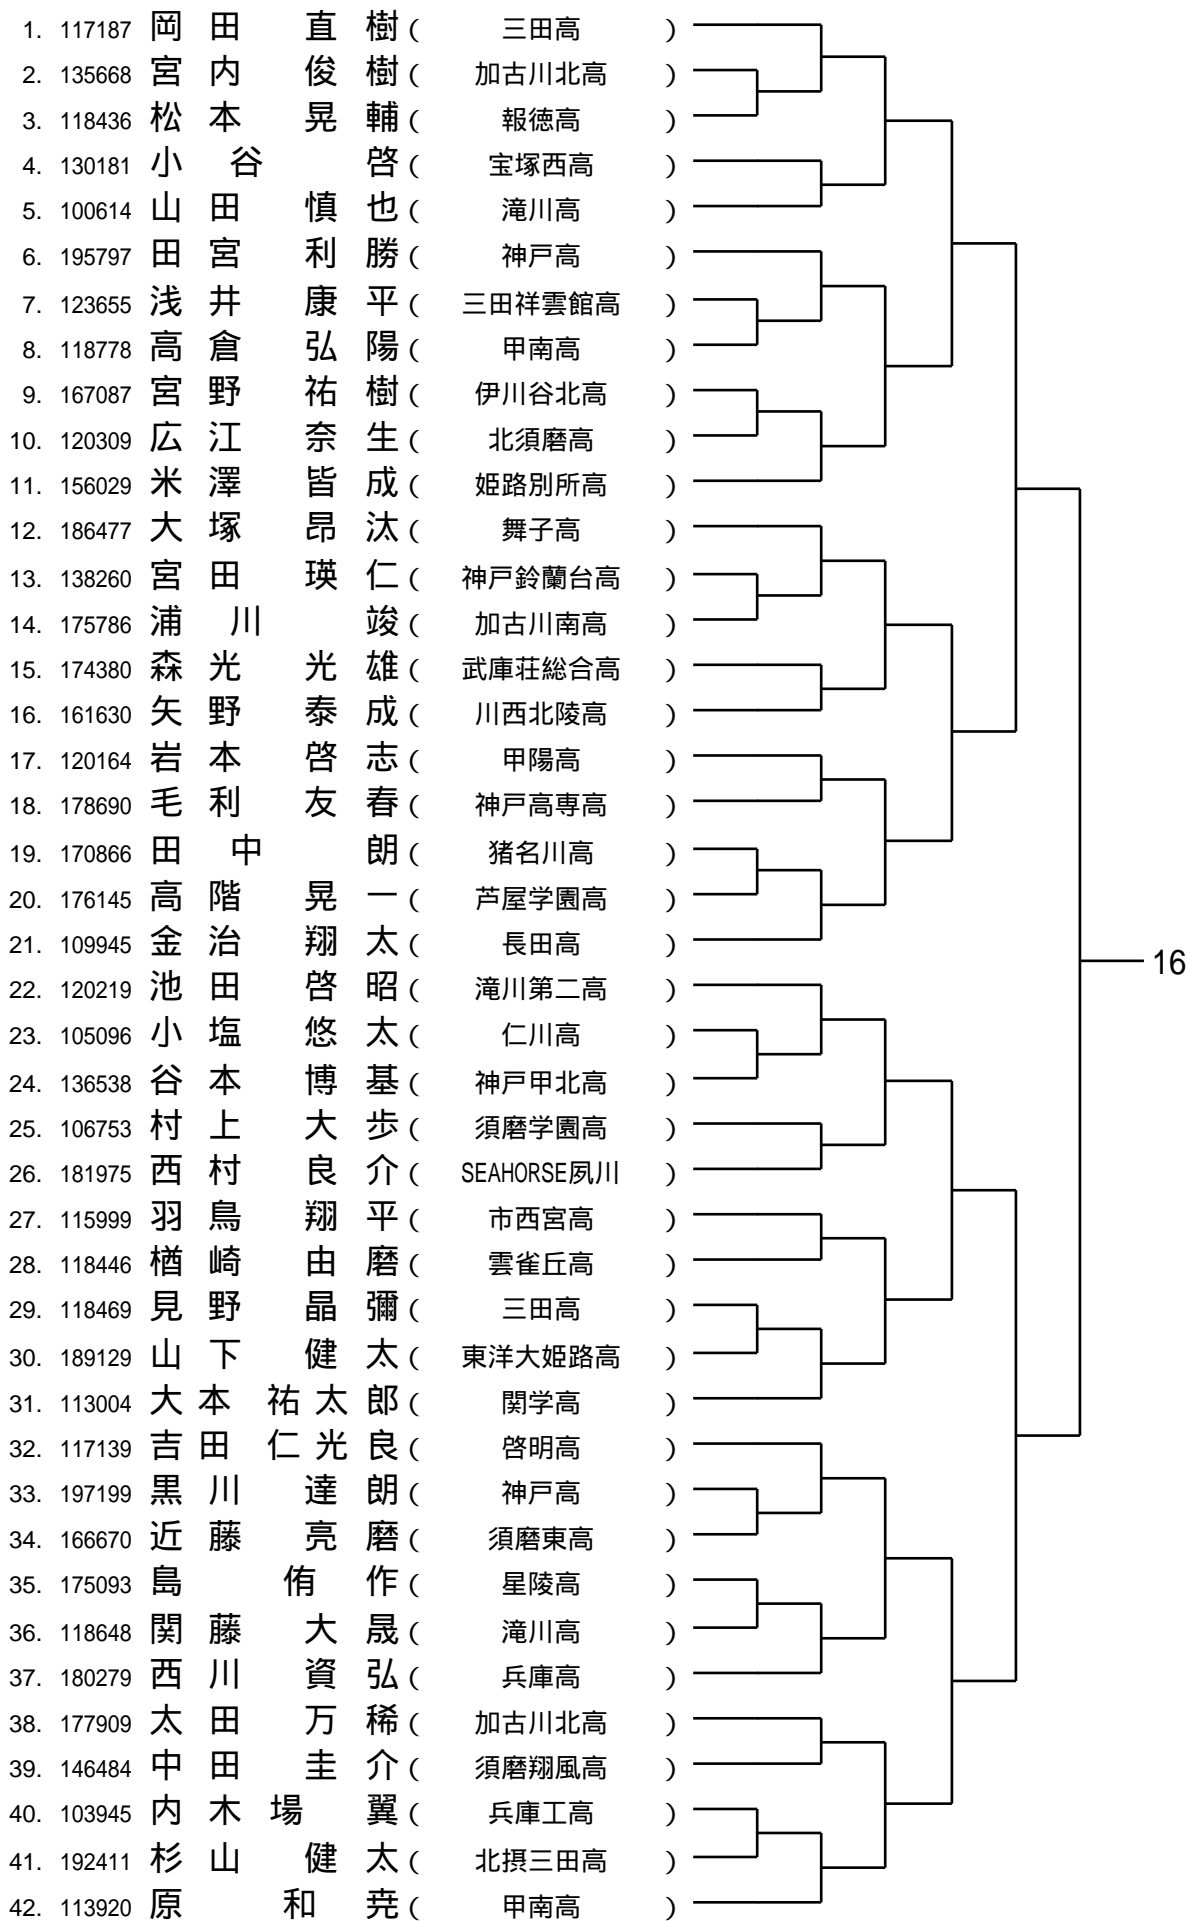 1. 117187 岡田 直樹 ( 三田高 )
2. 135668 宮内 俊樹 ( 加古川北高 )
3. 118436 松本 晃輔 ( 報徳高 )
4. 130181 小谷 啓 ( 宝塚西高 )
5. 100614 山田 慎也 ( 滝川高 )
6. 195797 田宮 利勝 ( 神戸高 )
7. 123655 浅井 康平 ( 三田祥雲館高 )
8. 118778 高倉 弘陽 ( 甲南高 )
9. 167087 宮野 祐樹 ( 伊川谷北高 )
10. 120309 広江 奈生 ( 北須磨高 )
11. 156029 米澤 皆成 ( 姫路別所高 )
12. 186477 大塚 昂汰 ( 舞子高 )
13. 138260 宮田 瑛仁 ( 神戸鈴蘭台高 )
14. 175786 浦川 竣 ( 加古川南高 )
15. 174380 森光 光雄 ( 武庫荘総合高 )
16. 161630 矢野 泰成 ( 川西北陵高 )
17. 120164 岩本 啓志 ( 甲陽高 )
18. 178690 毛利 友春 ( 神戸高専高 )
19. 170866 田中 朗 ( 猪名川高 )
20. 176145 高階 晃一 ( 芦屋学園高 )
21. 109945 金治 翔太 ( 長田高 )
16
22. 120219 池田 啓昭 ( 滝川第二高 )
23. 105096 小塩 悠太 ( 仁川高 )
24. 136538 谷本 博基 ( 神戸甲北高 )
25. 106753 村上 大歩 ( 須磨学園高 )
26. 181975 西村 良介 ( SEAHORSE夙川 )
27. 115999 羽鳥 翔平 ( 市西宮高 )
28. 118446 楢崎 由磨 ( 雲雀丘高 )
29. 118469 見野 晶彌 ( 三田高 )
30. 189129 山下 健太 ( 東洋大姫路高 )
31. 113004 大本 祐太郎 ( 関学高 )
32. 117139 吉田 仁光良 ( 啓明高 )
33. 197199 黒川 達朗 ( 神戸高 )
34. 166670 近藤 亮磨 ( 須磨東高 )
35. 175093 島 侑作 ( 星陵高 )
36. 118648 関藤 大晟 ( 滝川高 )
37. 180279 西川 資弘 ( 兵庫高 )
38. 177909 太田 万稀 ( 加古川北高 )
39. 146484 中田 圭介 ( 須磨翔風高 )
40. 103945 内木場 翼 ( 兵庫工高 )
41. 192411 杉山 健太 ( 北摂三田高 )
42. 113920 原 和尭 ( 甲南高 )